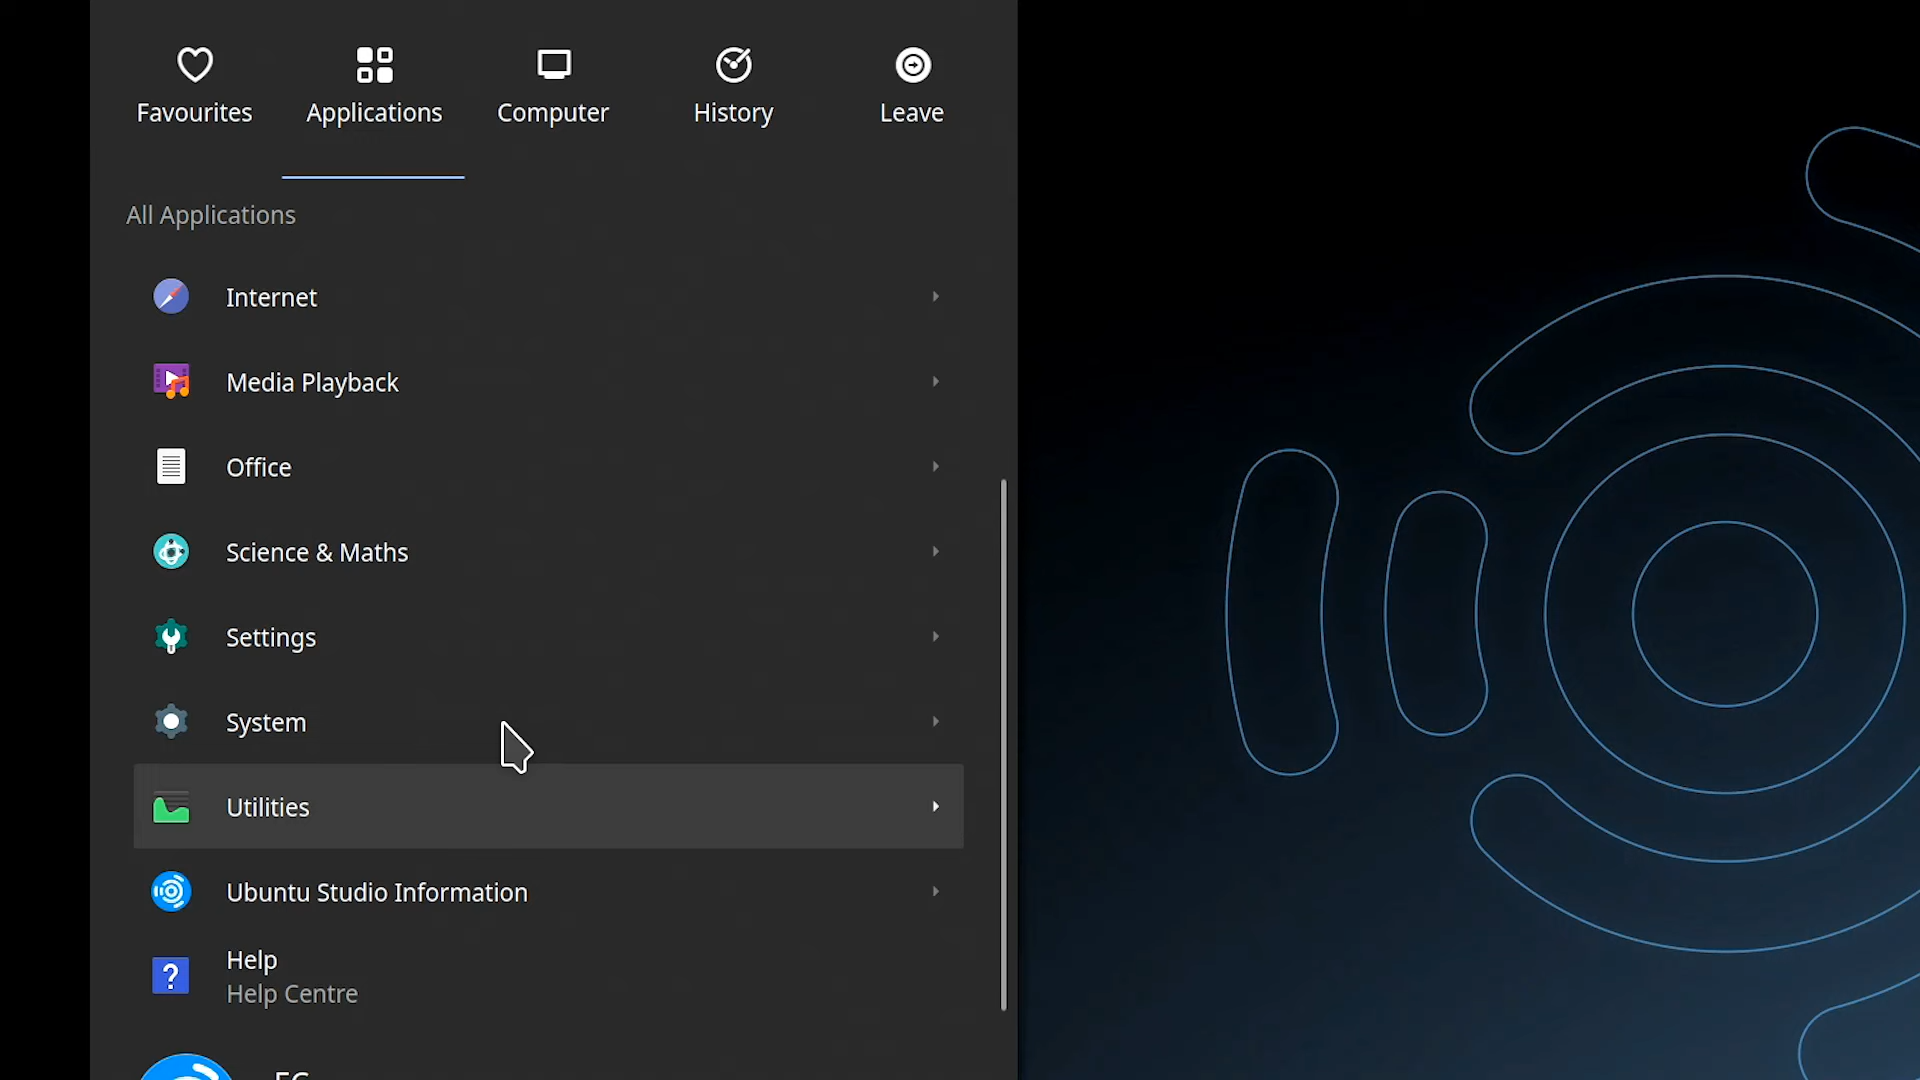 Favourites
Applications
Computer
History
Leave
All Applications
Internet
Media Playback
Office
Science & Maths
Settings
System
Utilities
Ubuntu Studio Information
?
Help
Help Centre